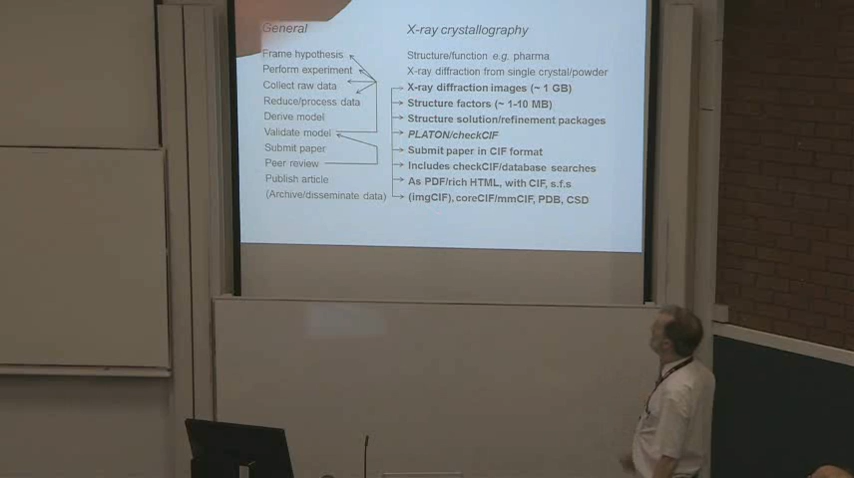 General
Frame hypothesis
Perform experiment
Collect raw data
Reduce/process data
Derive model
Validate model
Submit paper
Peer review
Publish article
(Archive/disseminate data)
X-ray crystallography
Structure/function e.g. pharma
X-ray diffraction from single crystal/powder
X-ray diffraction images (~ 1 GB)
Structure factors (~ 1-10 MB)
Structure solution/refinement packages
PLATON/checkCIF
Submit paper in CIF format
Includes checkCIF/database searches
As PDF/rich HTML, with CIF, s.f.s
(imgCIF), coreCIF/mmCIF, PDB, CSD